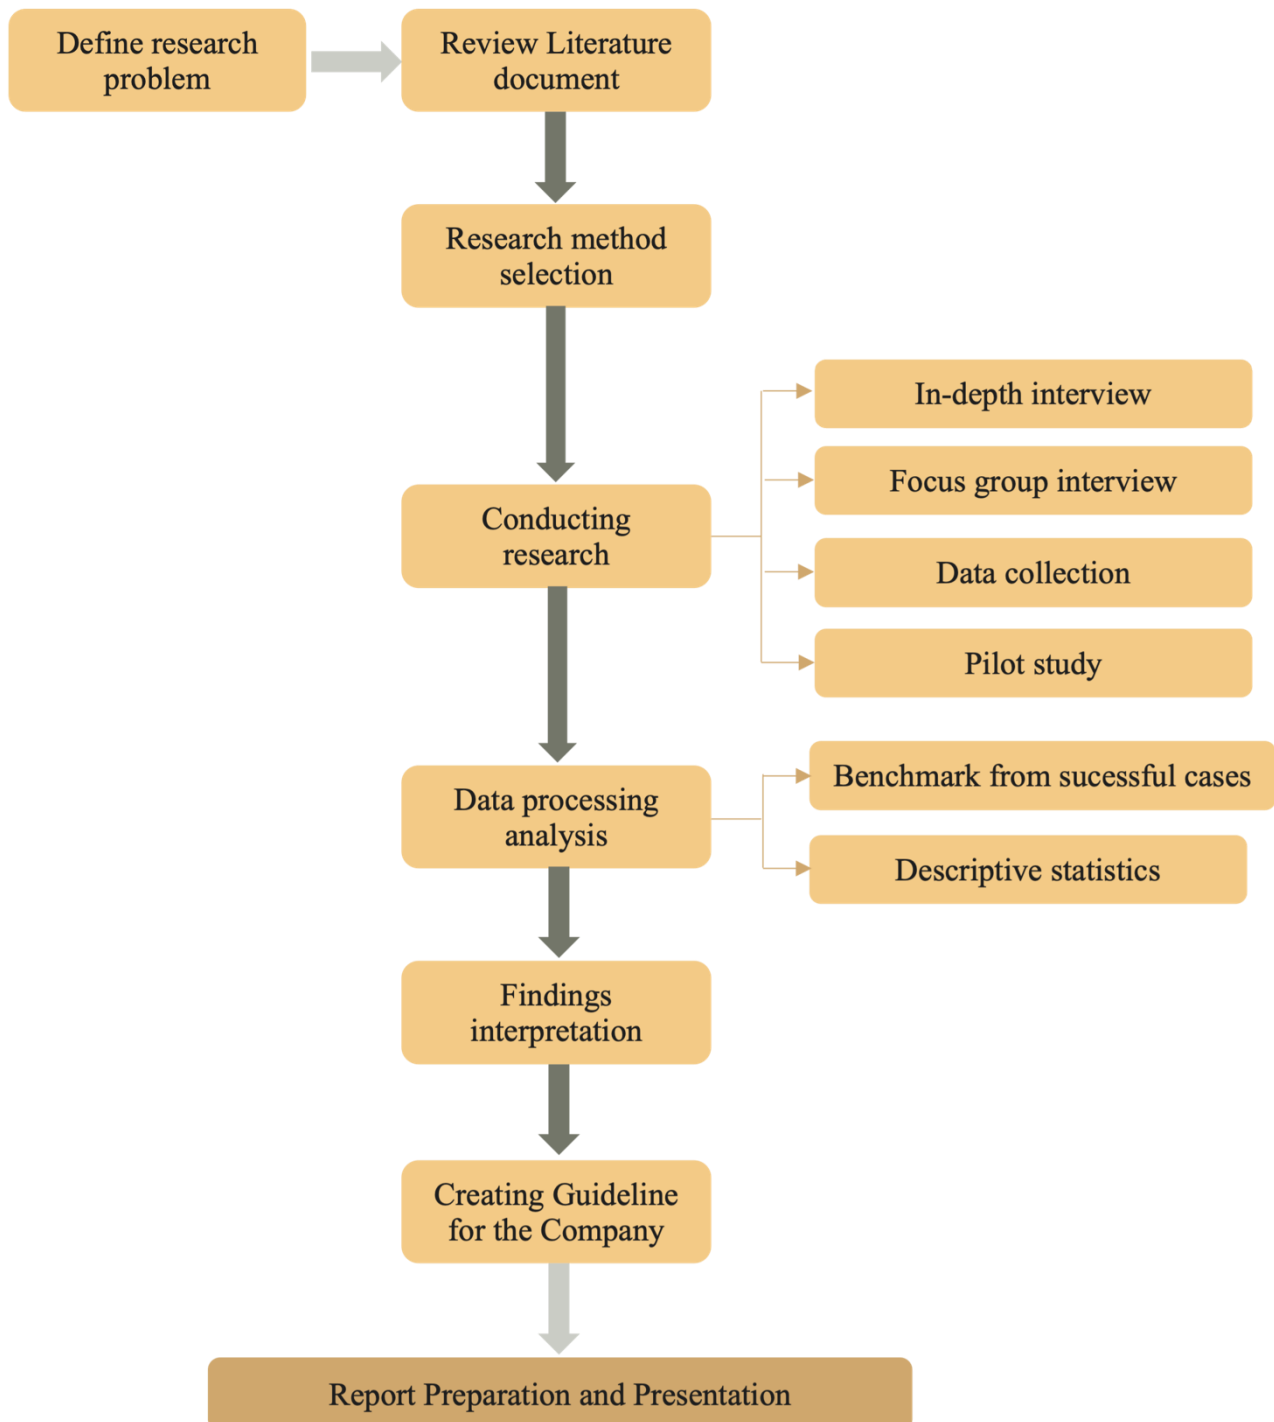 Define research
problem
Review Literature
document
Research method
selection
Conducting
research
In-depth interview
Focus group interview
Data collection
Pilot study
Data processing
analysis
Benchmark from sucessful cases
Descriptive statistics
Findings
interpretation
Creating Guideline
for the Company
Report Preparation and Presentation